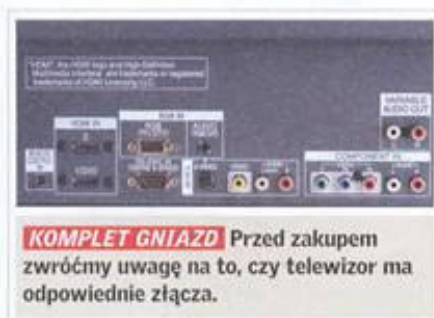 "HDMI", the HDMI logo and High-Definition
Multimedia Interface are trademarks or registered
trademarks of HDMI Licensing LLC.
HDMI IN
RGB IN
VARIABLE
AUDIO OUT
COMPONENT IN
KOMPLET GNIAZD Przed zakupem
zwróćmy uwagę na to, czy telewizor ma
odpowiednie złącza.